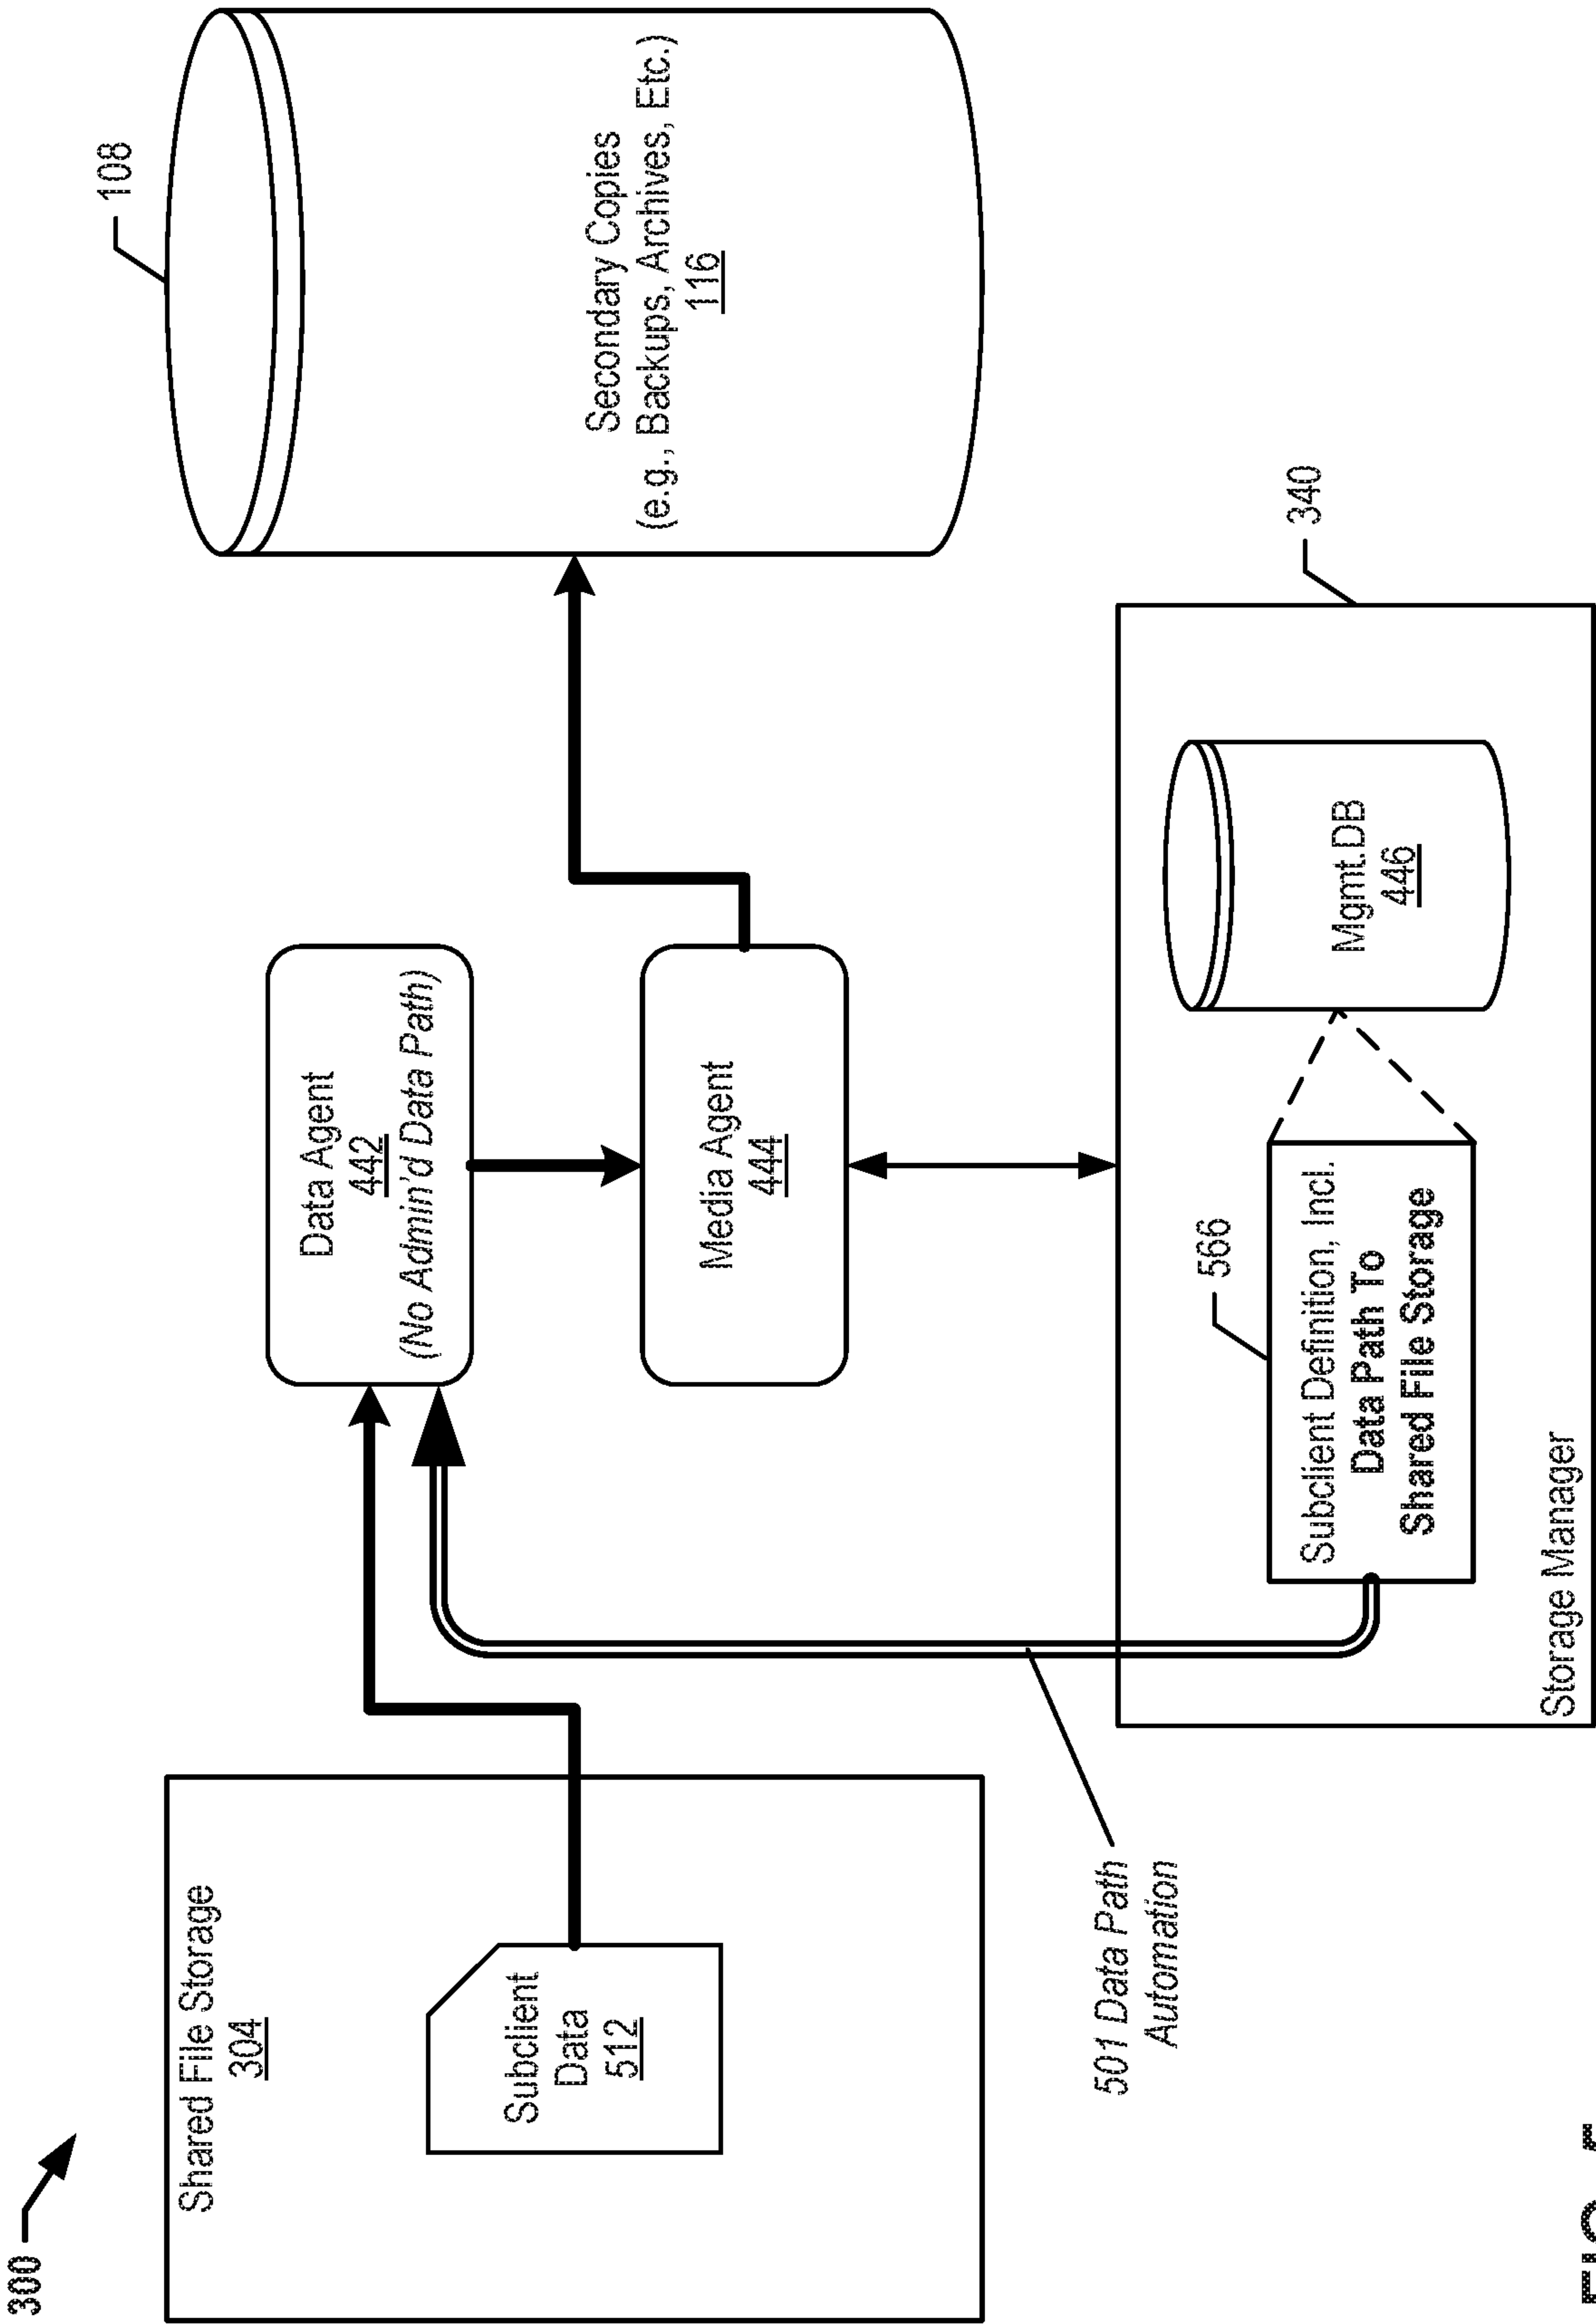 300
Shared File Storage
304
Subclient
Data
512
501 Data Path
Automation
Data Agent
442
(No Admin'd Data Path)
Media Agent
444
108
Secondary Copies
(e.g., Backups, Archives, Etc.)
116
340
566
Subclient Definition, Incl.
Data Path To
Shared File Storage
Mgmt.DB
446
Storage Manager